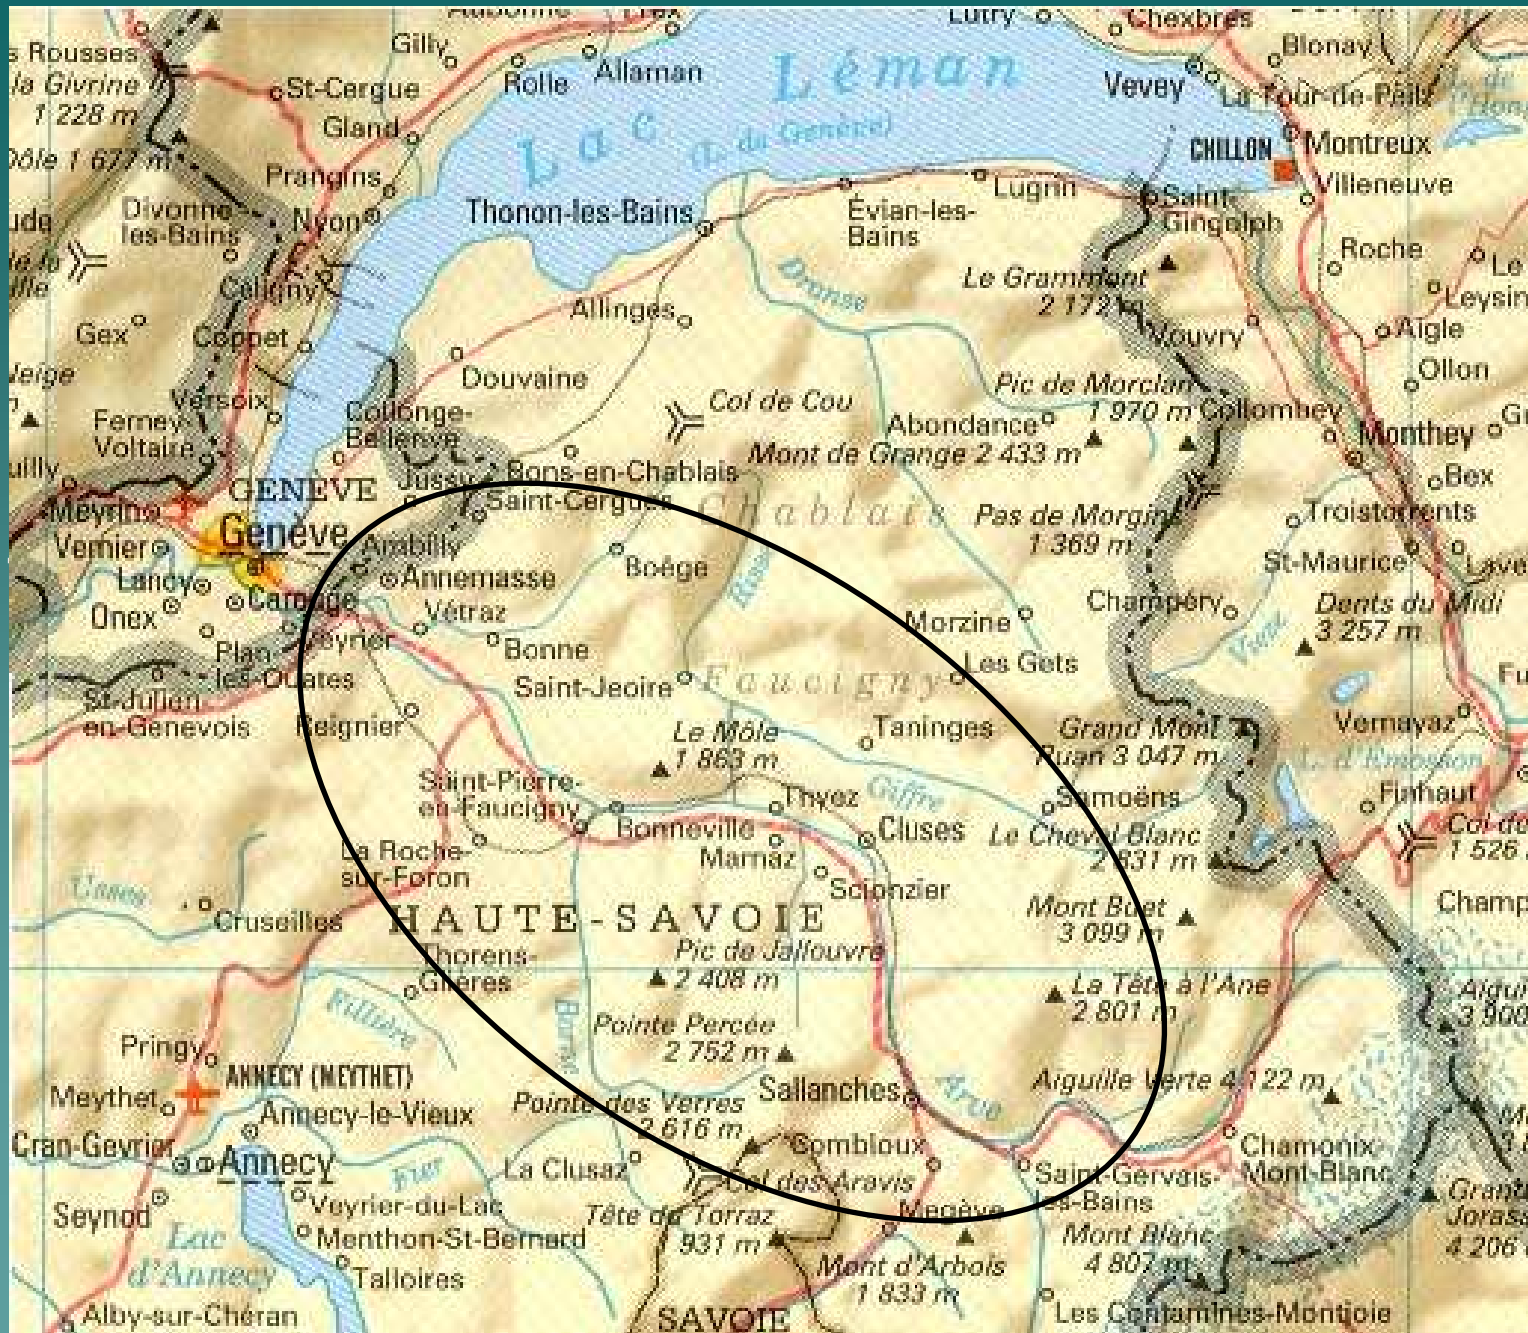 Gilly
Lutry
Chexbres
Blonay
s Rousses
la Givrine
1 228 m
St-Cergue
Rolle
Allaman
Lac
Léman
(L. de Genève)
Vevey
La Tour-de-Peilz
Gland
CHILLON
Montreux
Dôle 1 677 m
Prangins
Villeneuve
Divonne-
les-Bains
Nyon
Thonon-les-Bains
Évian-les-
Bains
Lugrin
Saint-
Gingolph
Roche
Céligny
Dranse
Le Grammont
2 172 m
Leysin
Gex
Coppet
Allinges
Vouvry
Aigle
Ollon
Douvaine
Versoix
Ferney-
Voltaire
Collonge-
Bellerive
Col de Cou
Pic de Morclan
1 970 m
Abondance
Mont de Grange 2 433 m
Collombey
Monthey
Bex
Jussy
Bons-en-Chablais
Saint-Cergues
GENÈVE
Genève
Meyrin
Vernier
Lancy
Onex
Carouge
Ambilly
Annemasse
Chablais
Pas de Morgins
1 369 m
Troistorrents
St-Maurice
Boëge
Vétraz
Veyrier
Bonne
Plan-
les-Ouates
Morzine
Champéry
Dents du Midi
3 257 m
Vièze
Les Gets
St-Julien-
en-Genevois
Reignier
Saint-Jeoire
Faucigny
Le Môle
1 863 m
Taninges
Grand Mont
Ruan 3 047 m
Vernayaz
L. d'Emosson
Saint-Pierre-
en-Faucigny
Bonneville
Thyez
Giffre
Samoëns
Finhaut
1 526
Marnaz
Cluses
Le Cheval Blanc
2 831 m
La Roche-
sur-Foron
Scionzier
Usses
Cruseilles
HAUTE-SAVOIE
Mont Buet
3 099 m
Thorens-
Glières
Pic de Jallouvre
2 408 m
Fillière
Borne
La Tête à l'Ane
2 801 m
Pointe Percée
2 752 m
Pringy
Meythet
ANNECY (MEYTHET)
Annecy-le-Vieux
Sallanches
Arve
Aiguille Verte 4 122 m
Pointe des Verres
2 616 m
Cran-Gevrier
Annecy
Fier
La Clusaz
Combloux
Col des Aravis
Chamonix-
Mont-Blanc
Saint-Gervais-
les-Bains
Seynod
Veyrier-du-Lac
Menthon-St-Bernard
Talloires
Lac
d'Annecy
Tête de Torraz
931 m
Megève
Mont d'Arbois
1 833 m
Mont Blanc
4 807 m
4 206
Alby-sur-Chéran
SAVOIE
Les Contamines-Montjoie